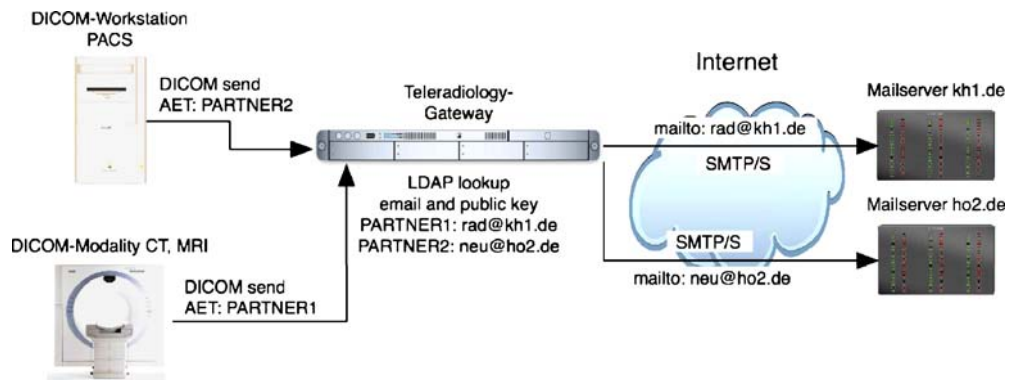 DICOM-Workstation
PACS
DICOM send
AET: PARTNER2
Teleradiology-
Gateway
LDAP lookup
email and public key
PARTNER1: rad@kh1.de
PARTNER2: neu@ho2.de
DICOM-Modality CT, MRI
DICOM send
AET: PARTNER1
Internet
mailto: rad@kh1.de
SMTP/S
SMTP/S
mailto: neu@ho2.de
Mailserver kh1.de
Mailserver ho2.de